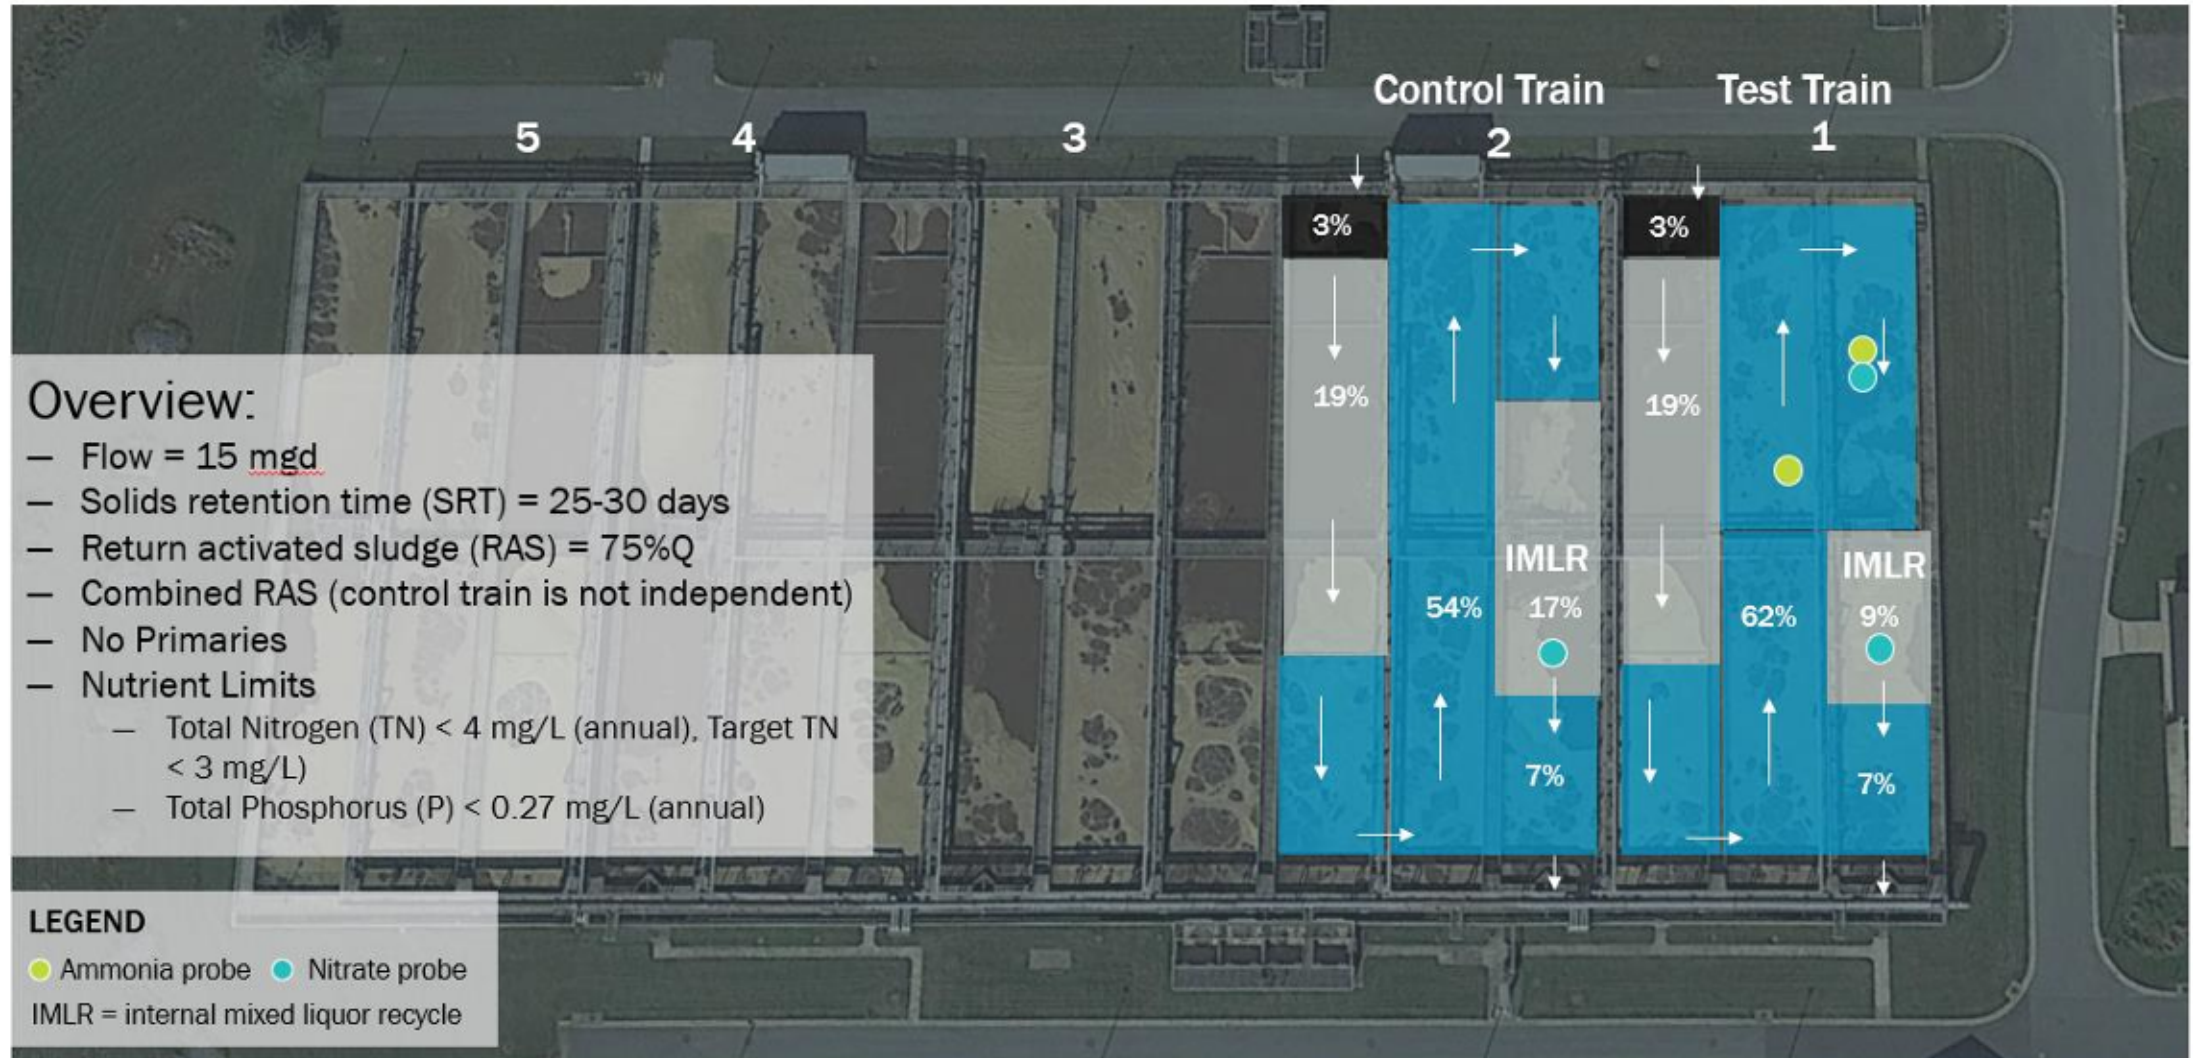 Control Train
Test Train
5
4
3
2
1
3%
3%
19%
19%
IMLR
IMLR
54%
17%
62%
9%
7%
7%
Overview:
— Flow = 15 mgd
— Solids retention time (SRT) = 25-30 days
— Return activated sludge (RAS) = 75%Q
— Combined RAS (control train is not independent)
— No Primaries
— Nutrient Limits
— Total Nitrogen (TN) < 4 mg/L (annual), Target TN
< 3 mg/L)
— Total Phosphorus (P) < 0.27 mg/L (annual)
LEGEND
Ammonia probe Nitrate probe
IMLR = internal mixed liquor recycle